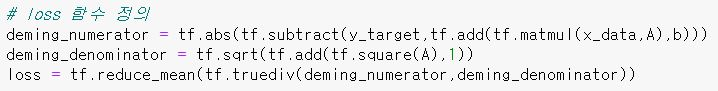 # loss 함수 정의
deming_numerator = tf.abs(tf.subtract(y_target,tf.add(tf.matmul(x_data,A),b)))
deming_denominator = tf.sqrt(tf.add(tf.square(A),1))
loss = tf.reduce_mean(tf.truediv(deming_numerator,deming_denominator))